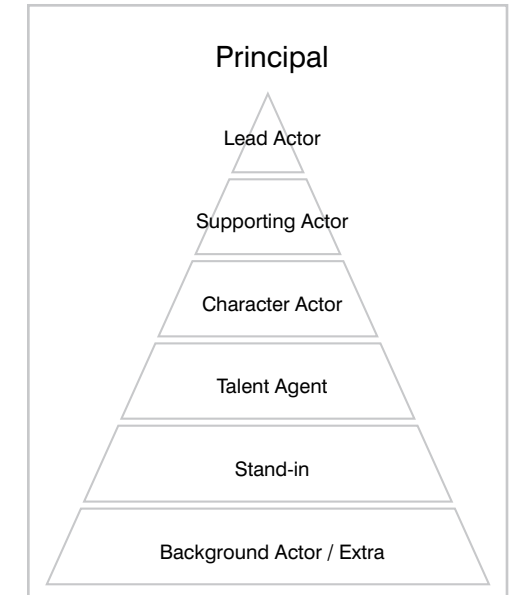 Principal
Lead Actor
Supporting Actor
Character Actor
Talent Agent
Stand-in
Background Actor / Extra